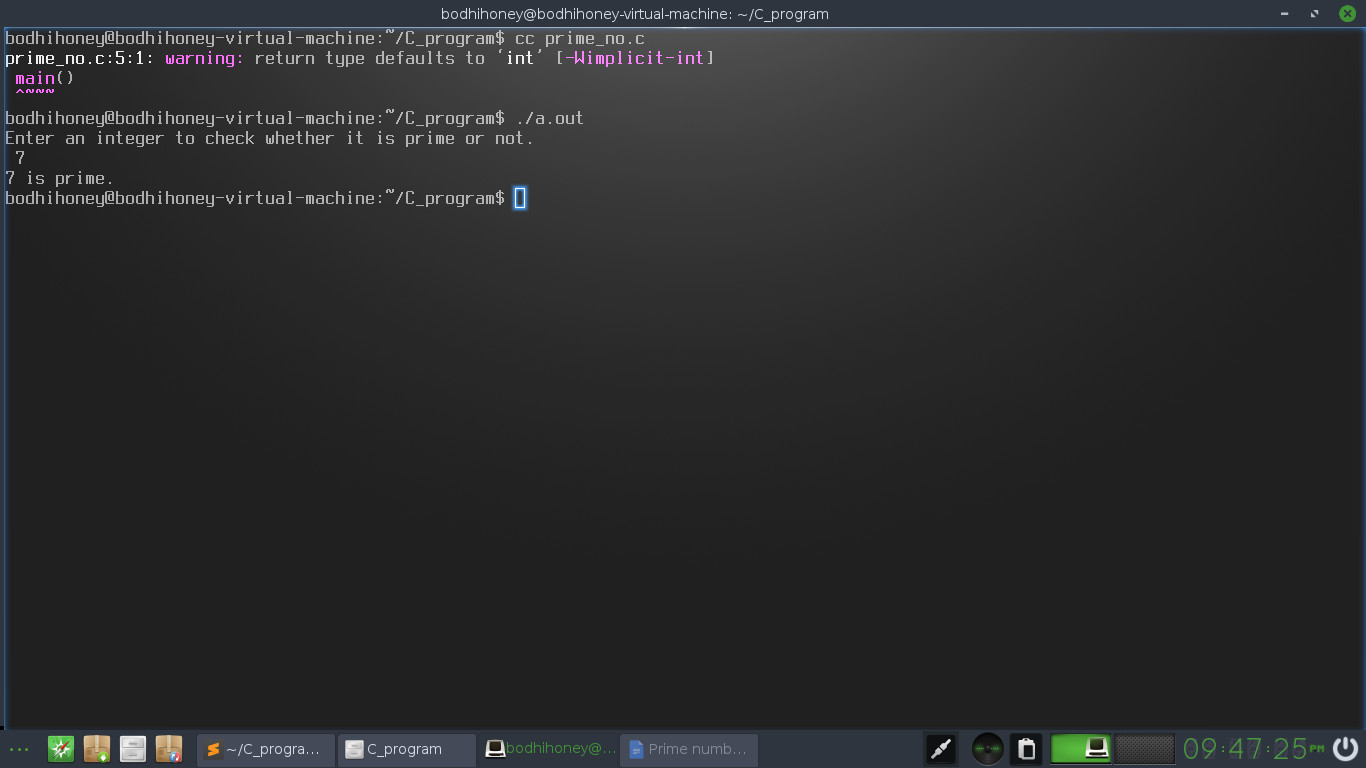 bodhihoney@bodhihoney-virtual-machine: ~/C_program
bodhihoney@bodhihoney-virtual-machine:~/C_program$ cc prime_no.c
prime_no.c:5:1: warning: return type defaults to ‘int’ [-Wimplicit-int]
 main()
 ^~~~
bodhihoney@bodhihoney-virtual-machine:~/C_program$ ./a.out
Enter an integer to check whether it is prime or not.
 7
7 is prime.
bodhihoney@bodhihoney-virtual-machine:~/C_program$
~/C_progra... C_program bodhihoney@... Prime numb... 09:47:25 PM